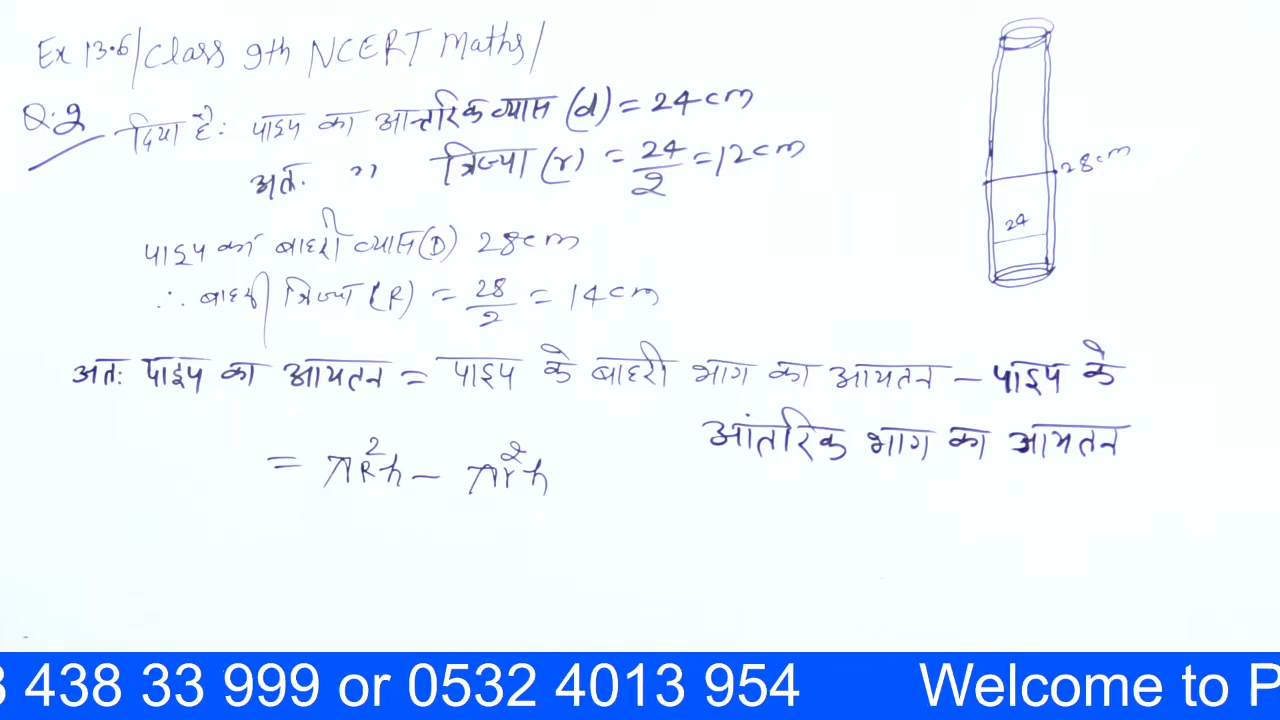 Ex 13.6/Class 9th NCERT Maths/
Q.2 दिया है: पाइप का आन्तरिक व्यास (d) = 24 cm
अत: " त्रिज्या (r) = 24/2 = 12 cm
पाइप का बाहरी व्यास (D) 28 cm
∴ बाहरी त्रिज्या (R) = 28/2 = 14 cm
अत: पाइप का आयतन = पाइप के बाहरी भाग का आयतन – पाइप के
आंतरिक भाग का आयतन
= πR²h – πr²h
28 cm
24
3 438 33 999 or 0532 4013 954 Welcome to P